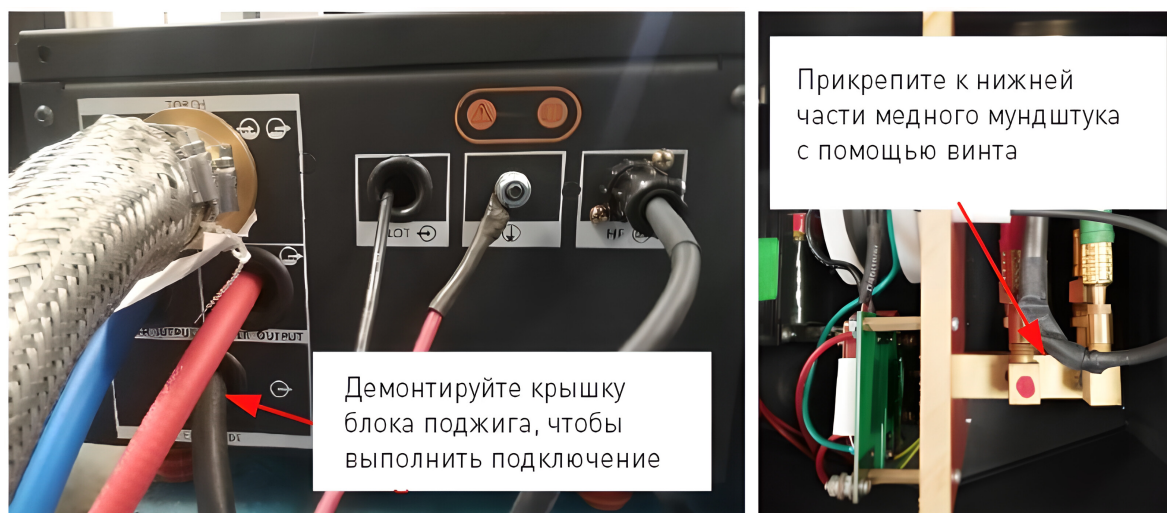 TORCH
LOT
HF
OUTPUT
Демонтируйте крышку
блока поджига, чтобы
выполнить подключение
Прикрепите к нижней
части медного мундштука
с помощью винта